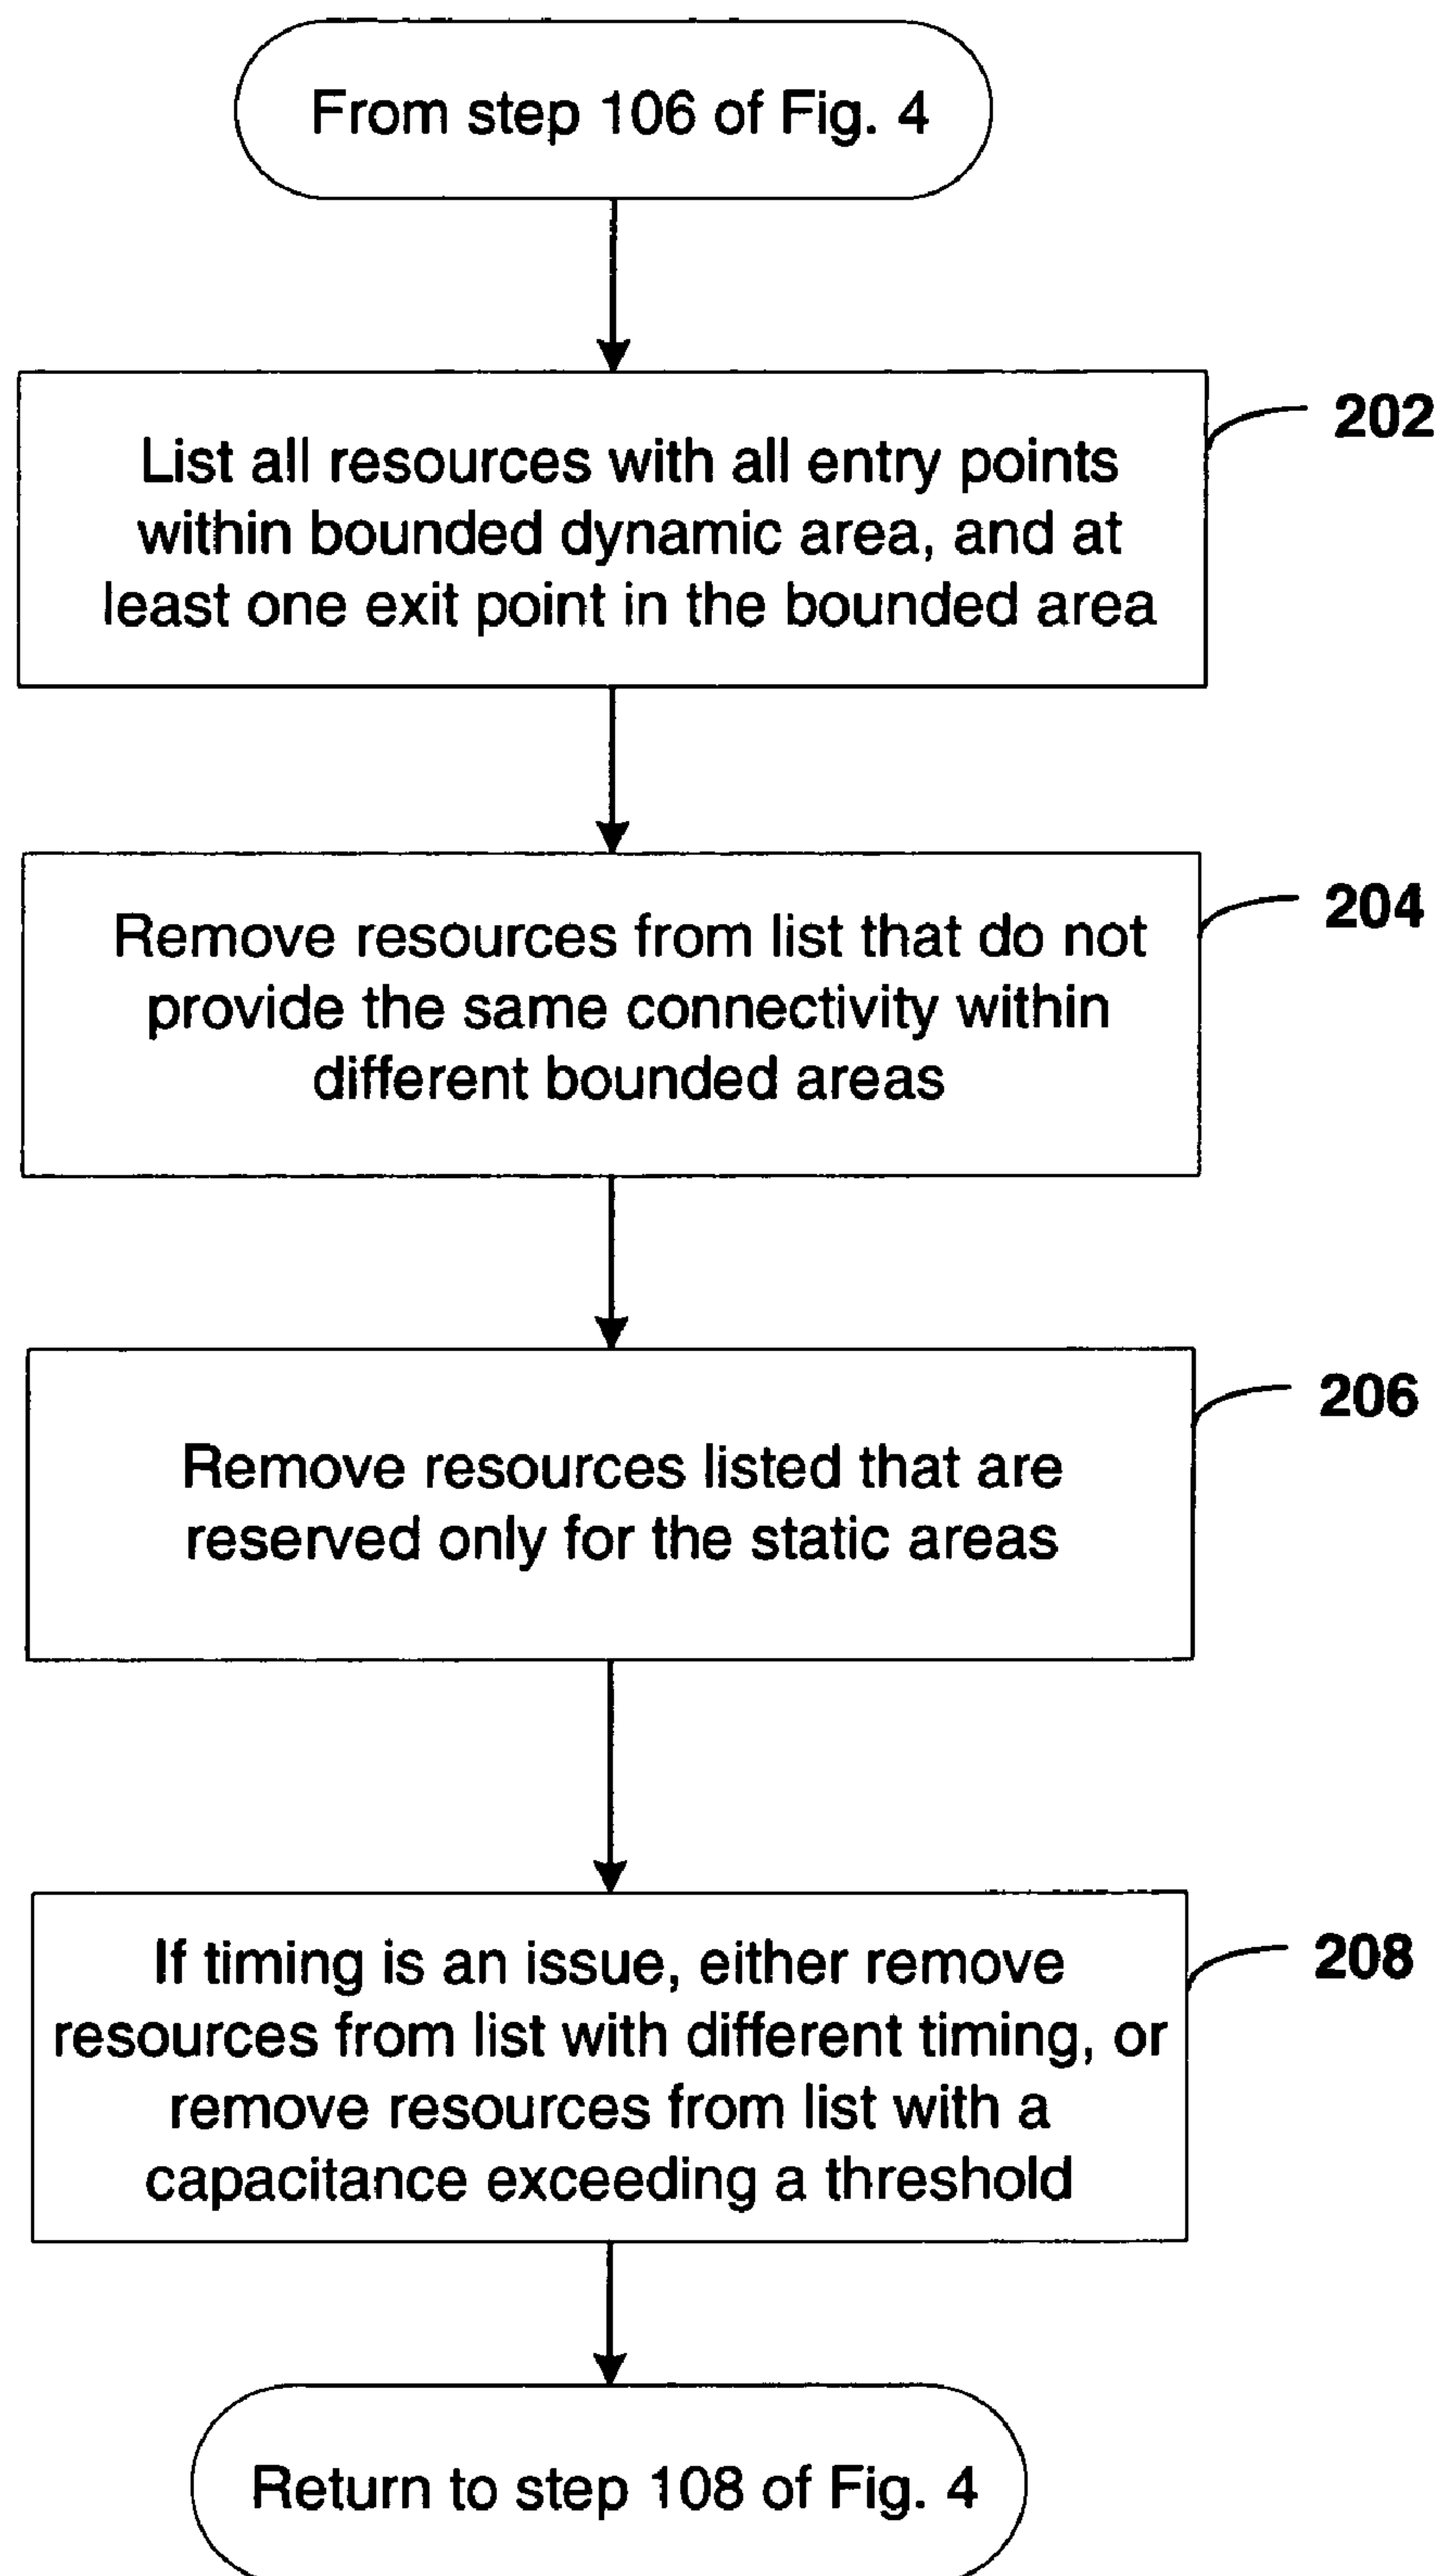 From step 106 of Fig. 4
202
List all resources with all entry points
within bounded dynamic area, and at
least one exit point in the bounded area
204
Remove resources from list that do not
provide the same connectivity within
different bounded areas
206
Remove resources listed that are
reserved only for the static areas
208
If timing is an issue, either remove
resources from list with different timing, or
remove resources from list with a
capacitance exceeding a threshold
Return to step 108 of Fig. 4